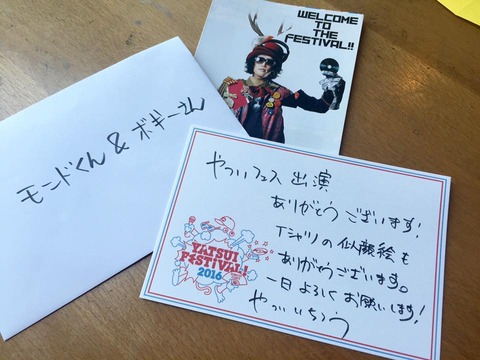 WELCOME
TO THE
FESTIVAL!!
モニドくん & ボギーさん
やついフェス 出演
ありがとうございます!
Tシャツの似顔絵も
ありがとうございます。
一日よろしくお願いします!
やついいちろう
YATSUI
FESTIVAL!
2016